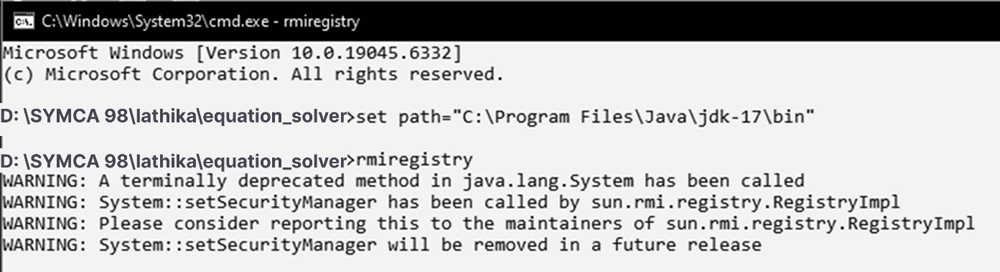 C:\Windows\System32\cmd.exe - rmiregistry
Microsoft Windows [Version 10.0.19045.6332]
(c) Microsoft Corporation. All rights reserved.
D: \SYMCA 98\lathika\equation_solver>set path="C:\Program Files\Java\jdk-17\bin"
D: \SYMCA 98\lathika\equation_solver>rmiregistry
WARNING: A terminally deprecated method in java.lang.System has been called
WARNING: System::setSecurityManager has been called by sun.rmi.registry.RegistryImpl
WARNING: Please consider reporting this to the maintainers of sun.rmi.registry.RegistryImpl
WARNING: System::setSecurityManager will be removed in a future release